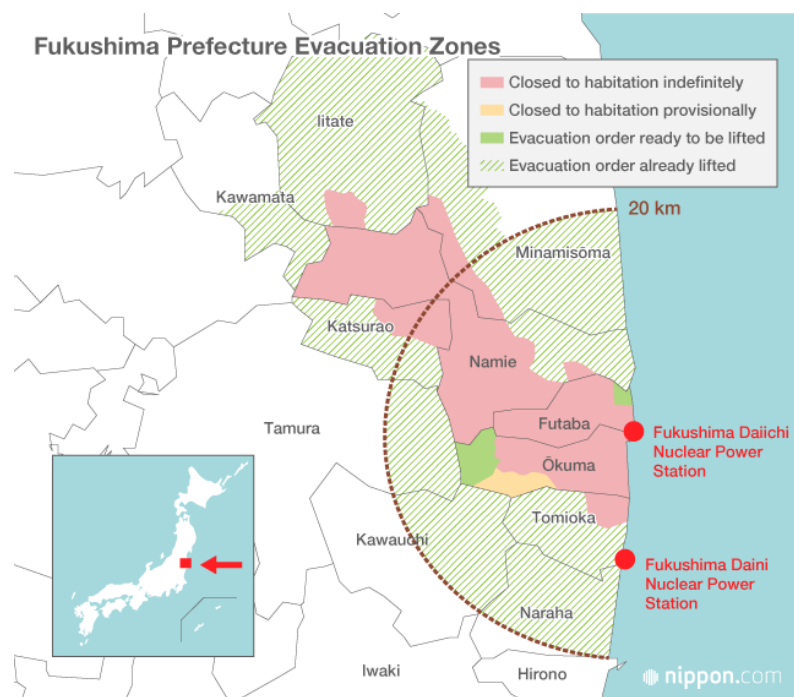 Fukushima Prefecture Evacuation Zones
Closed to habitation indefinitely
Closed to habitation provisionally
Evacuation order ready to be lifted
Evacuation order already lifted
Iitate
Kawamata
20 km
Minamisōma
Katsurao
Namie
Futaba
Tamura
Fukushima Daiichi
Nuclear Power
Station
Ōkuma
Tomioka
Kawauchi
Fukushima Daini
Nuclear Power
Station
Naraha
Iwaki
Hirono
nippon.com